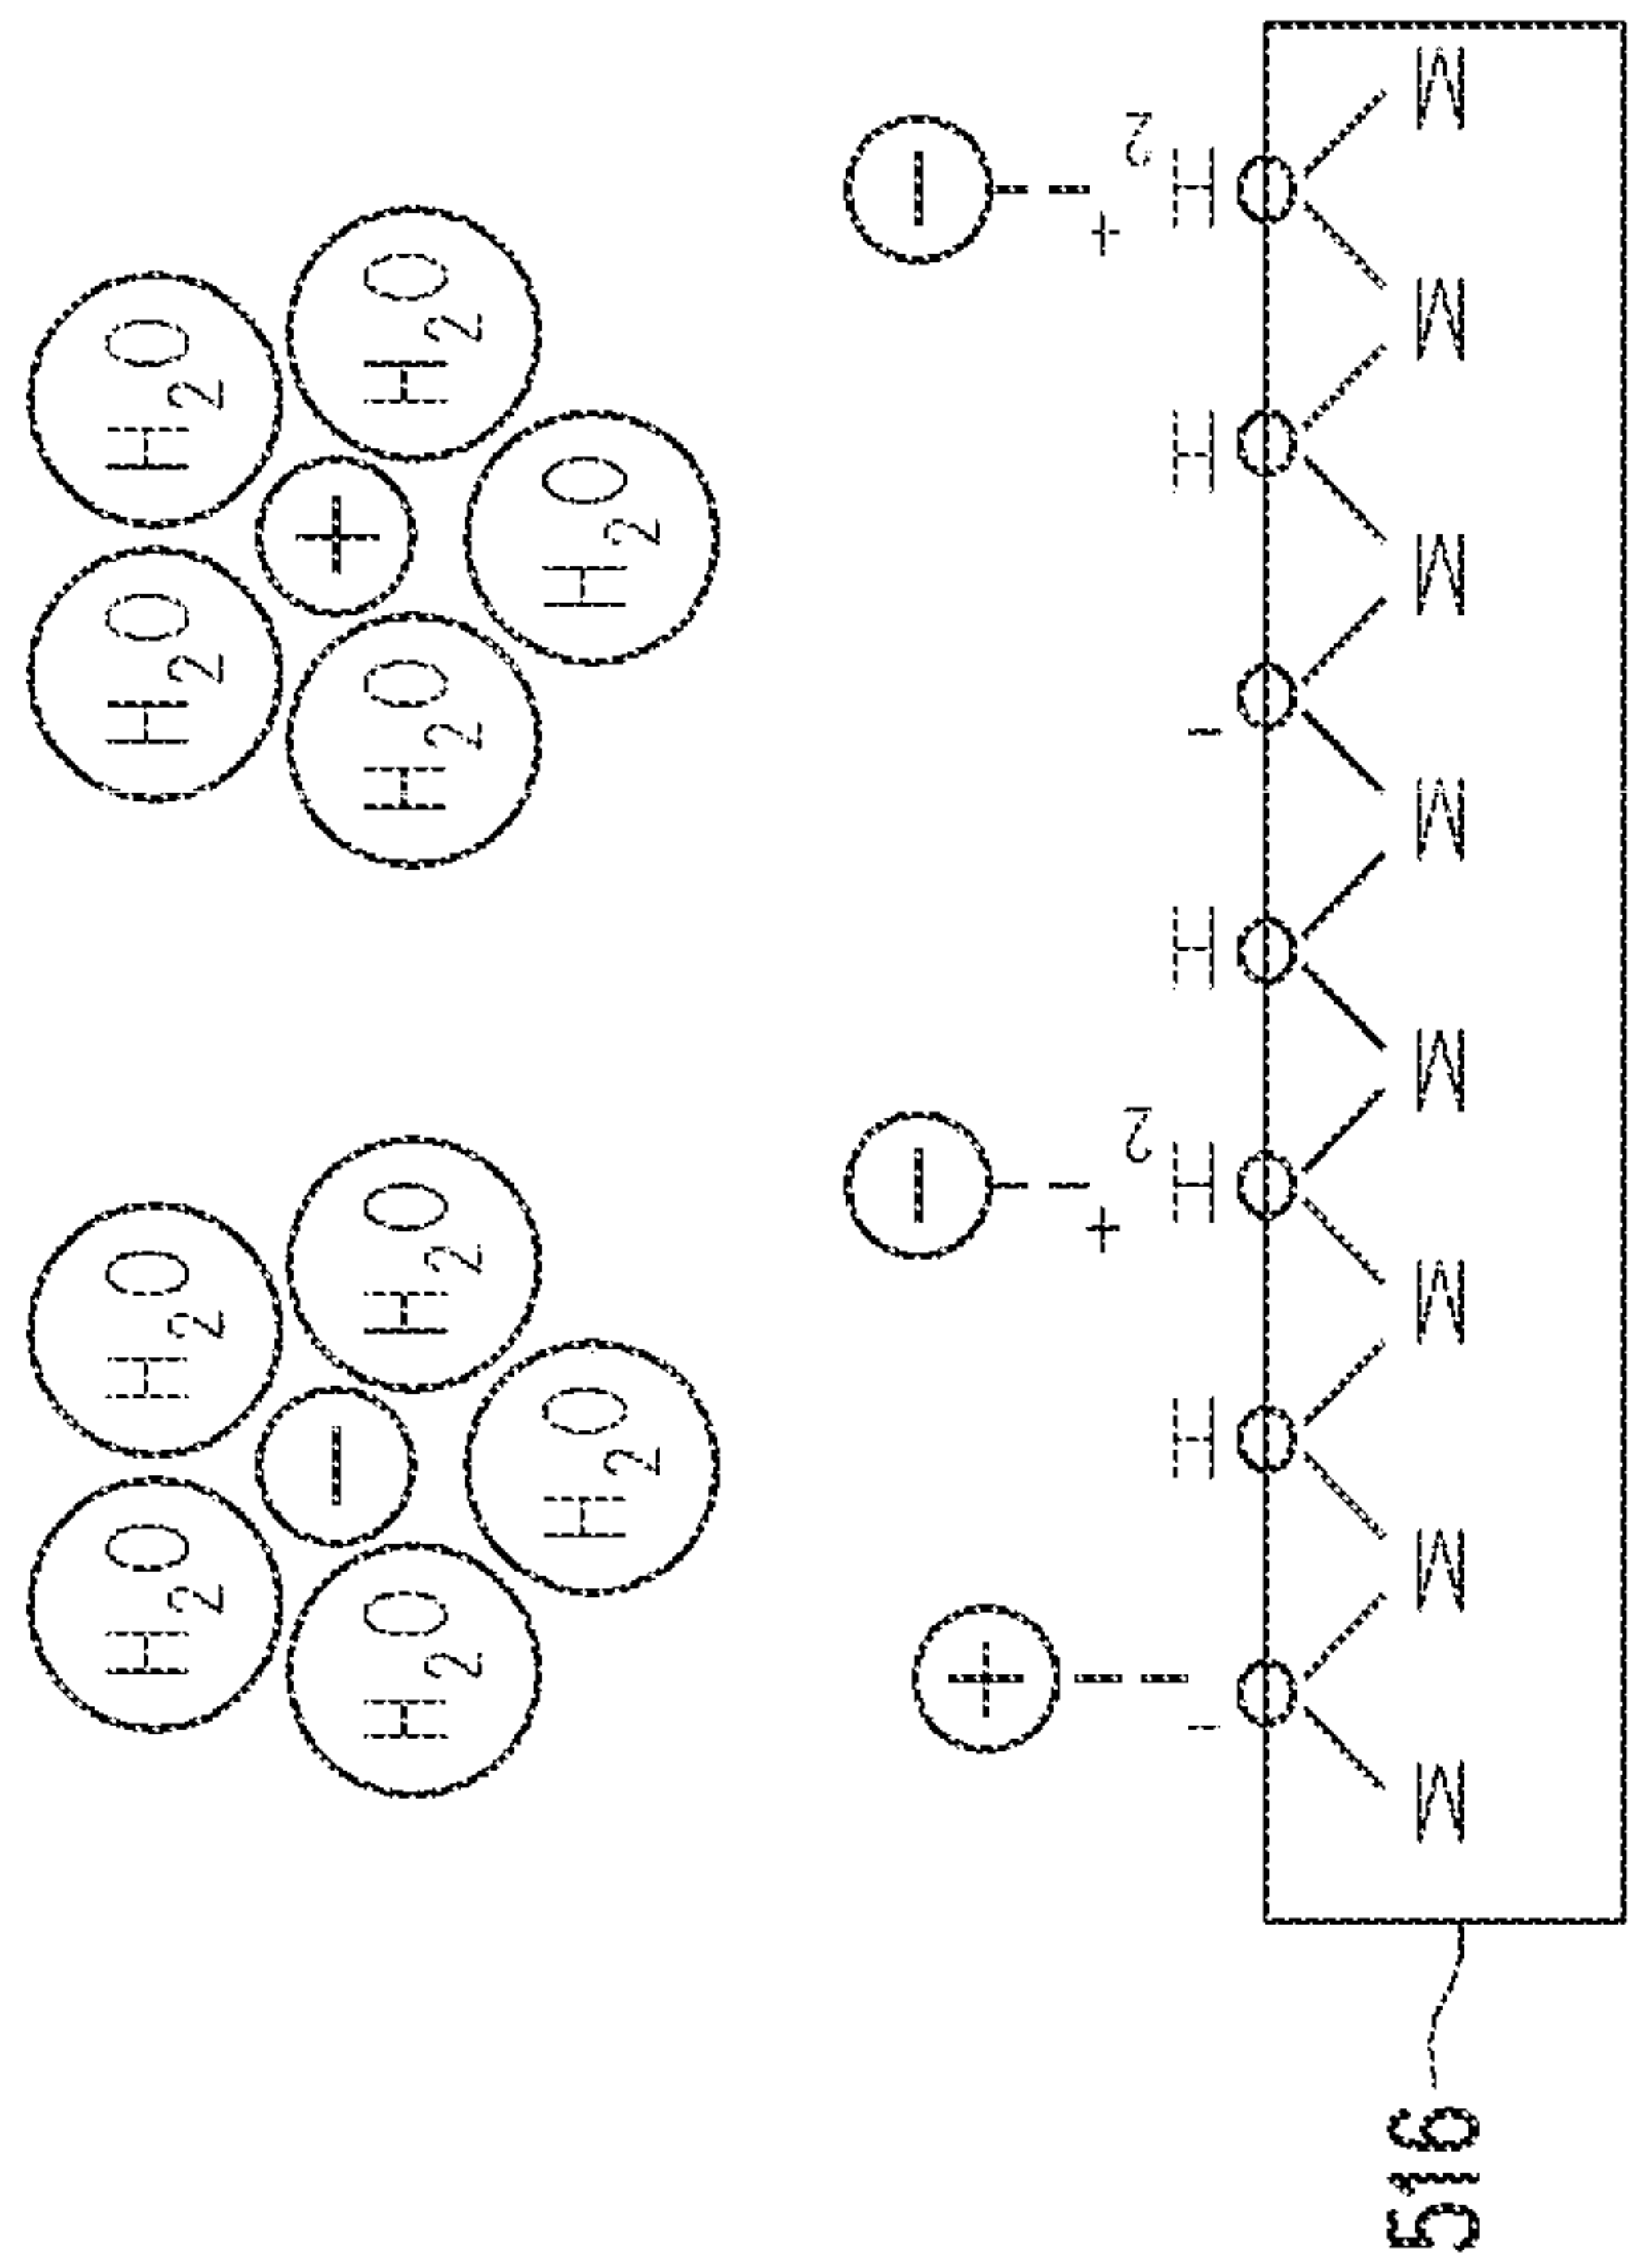 H₂O H₂O H₂O H₂O
− +
H₂O H₂O H₂O H₂O
H₂O H₂O
− −
+
- H H₂⁺ H - H H₂⁺
O O O O O O O
M M M M M M M M
516